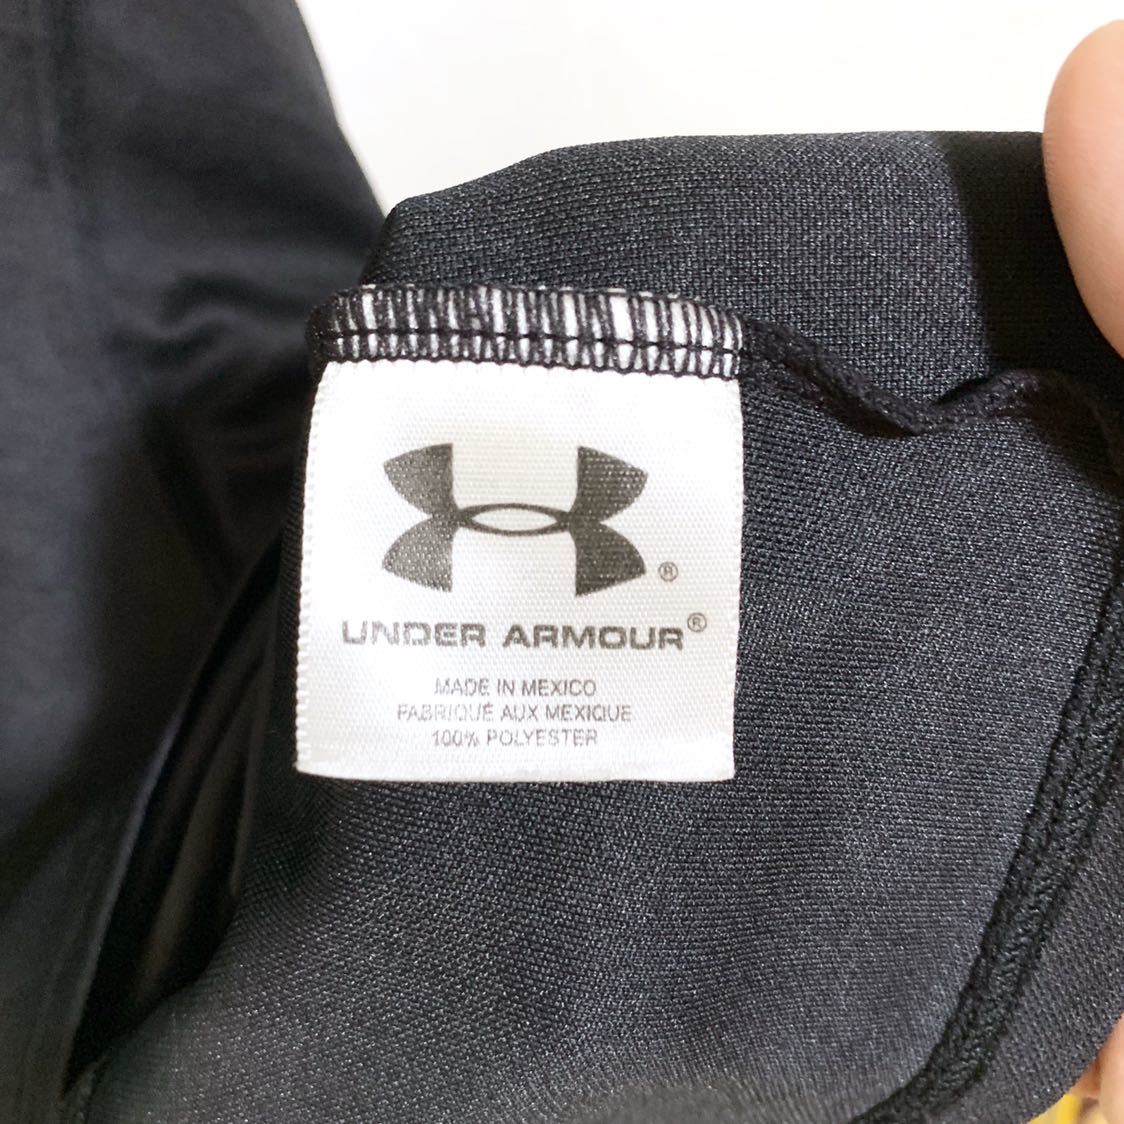 ®
UNDER ARMOUR®
MADE IN MEXICO
FABRIQUÉ AUX MEXIQUE
100% POLYESTER